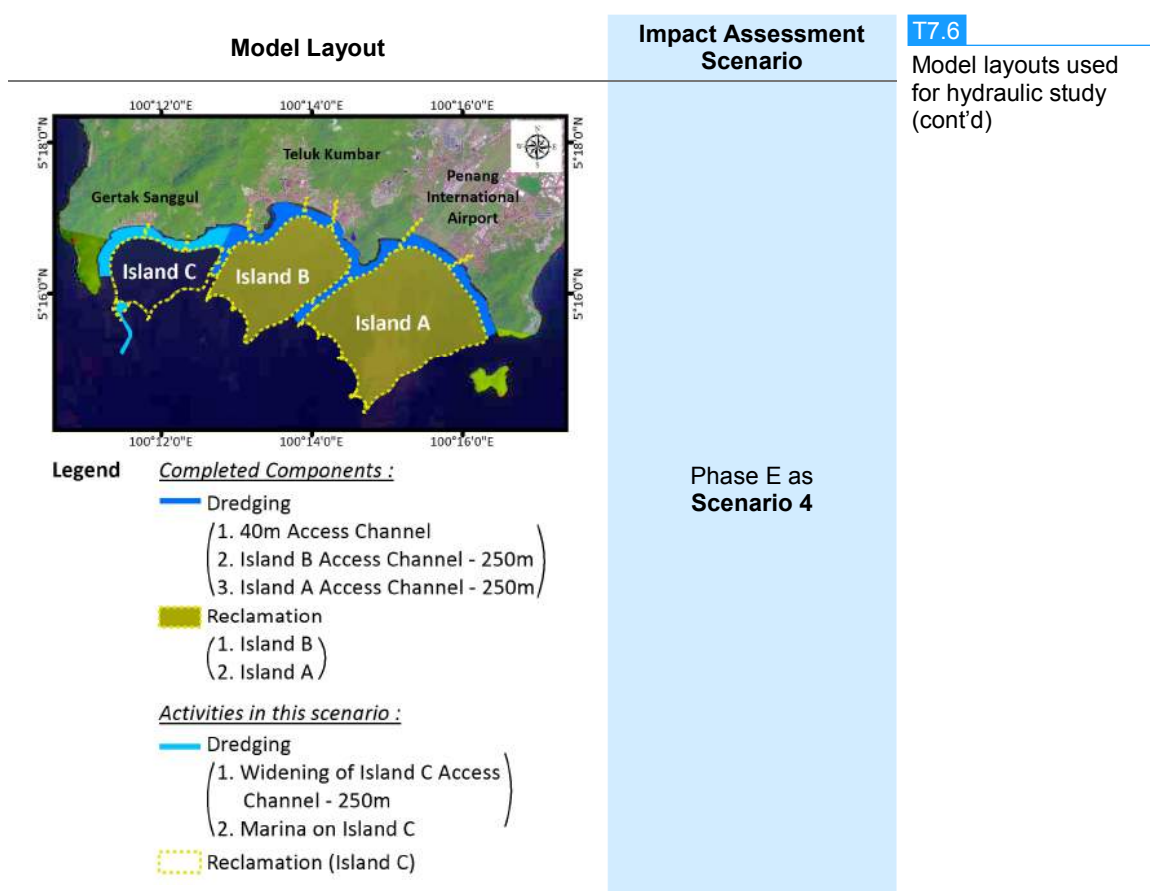 Model Layout
Impact Assessment
Scenario
T7.6
Model layouts used
for hydraulic study
(cont'd)
100°12'0"E 100°14'0"E 100°16'0"E
5°18'0"N
5°18'0"N
N
W E
S
Teluk Kumbar
Penang
International
Airport
Gertak Sanggul
Island C
Island B
Island A
5°16'0"N
5°16'0"N
100°12'0"E 100°14'0"E 100°16'0"E
Legend
Completed Components :
Dredging
1. 40m Access Channel
2. Island B Access Channel - 250m
3. Island A Access Channel - 250m
Reclamation
1. Island B
2. Island A
Activities in this scenario :
Dredging
1. Widening of Island C Access
Channel - 250m
2. Marina on Island C
Reclamation (Island C)
Phase E as
Scenario 4